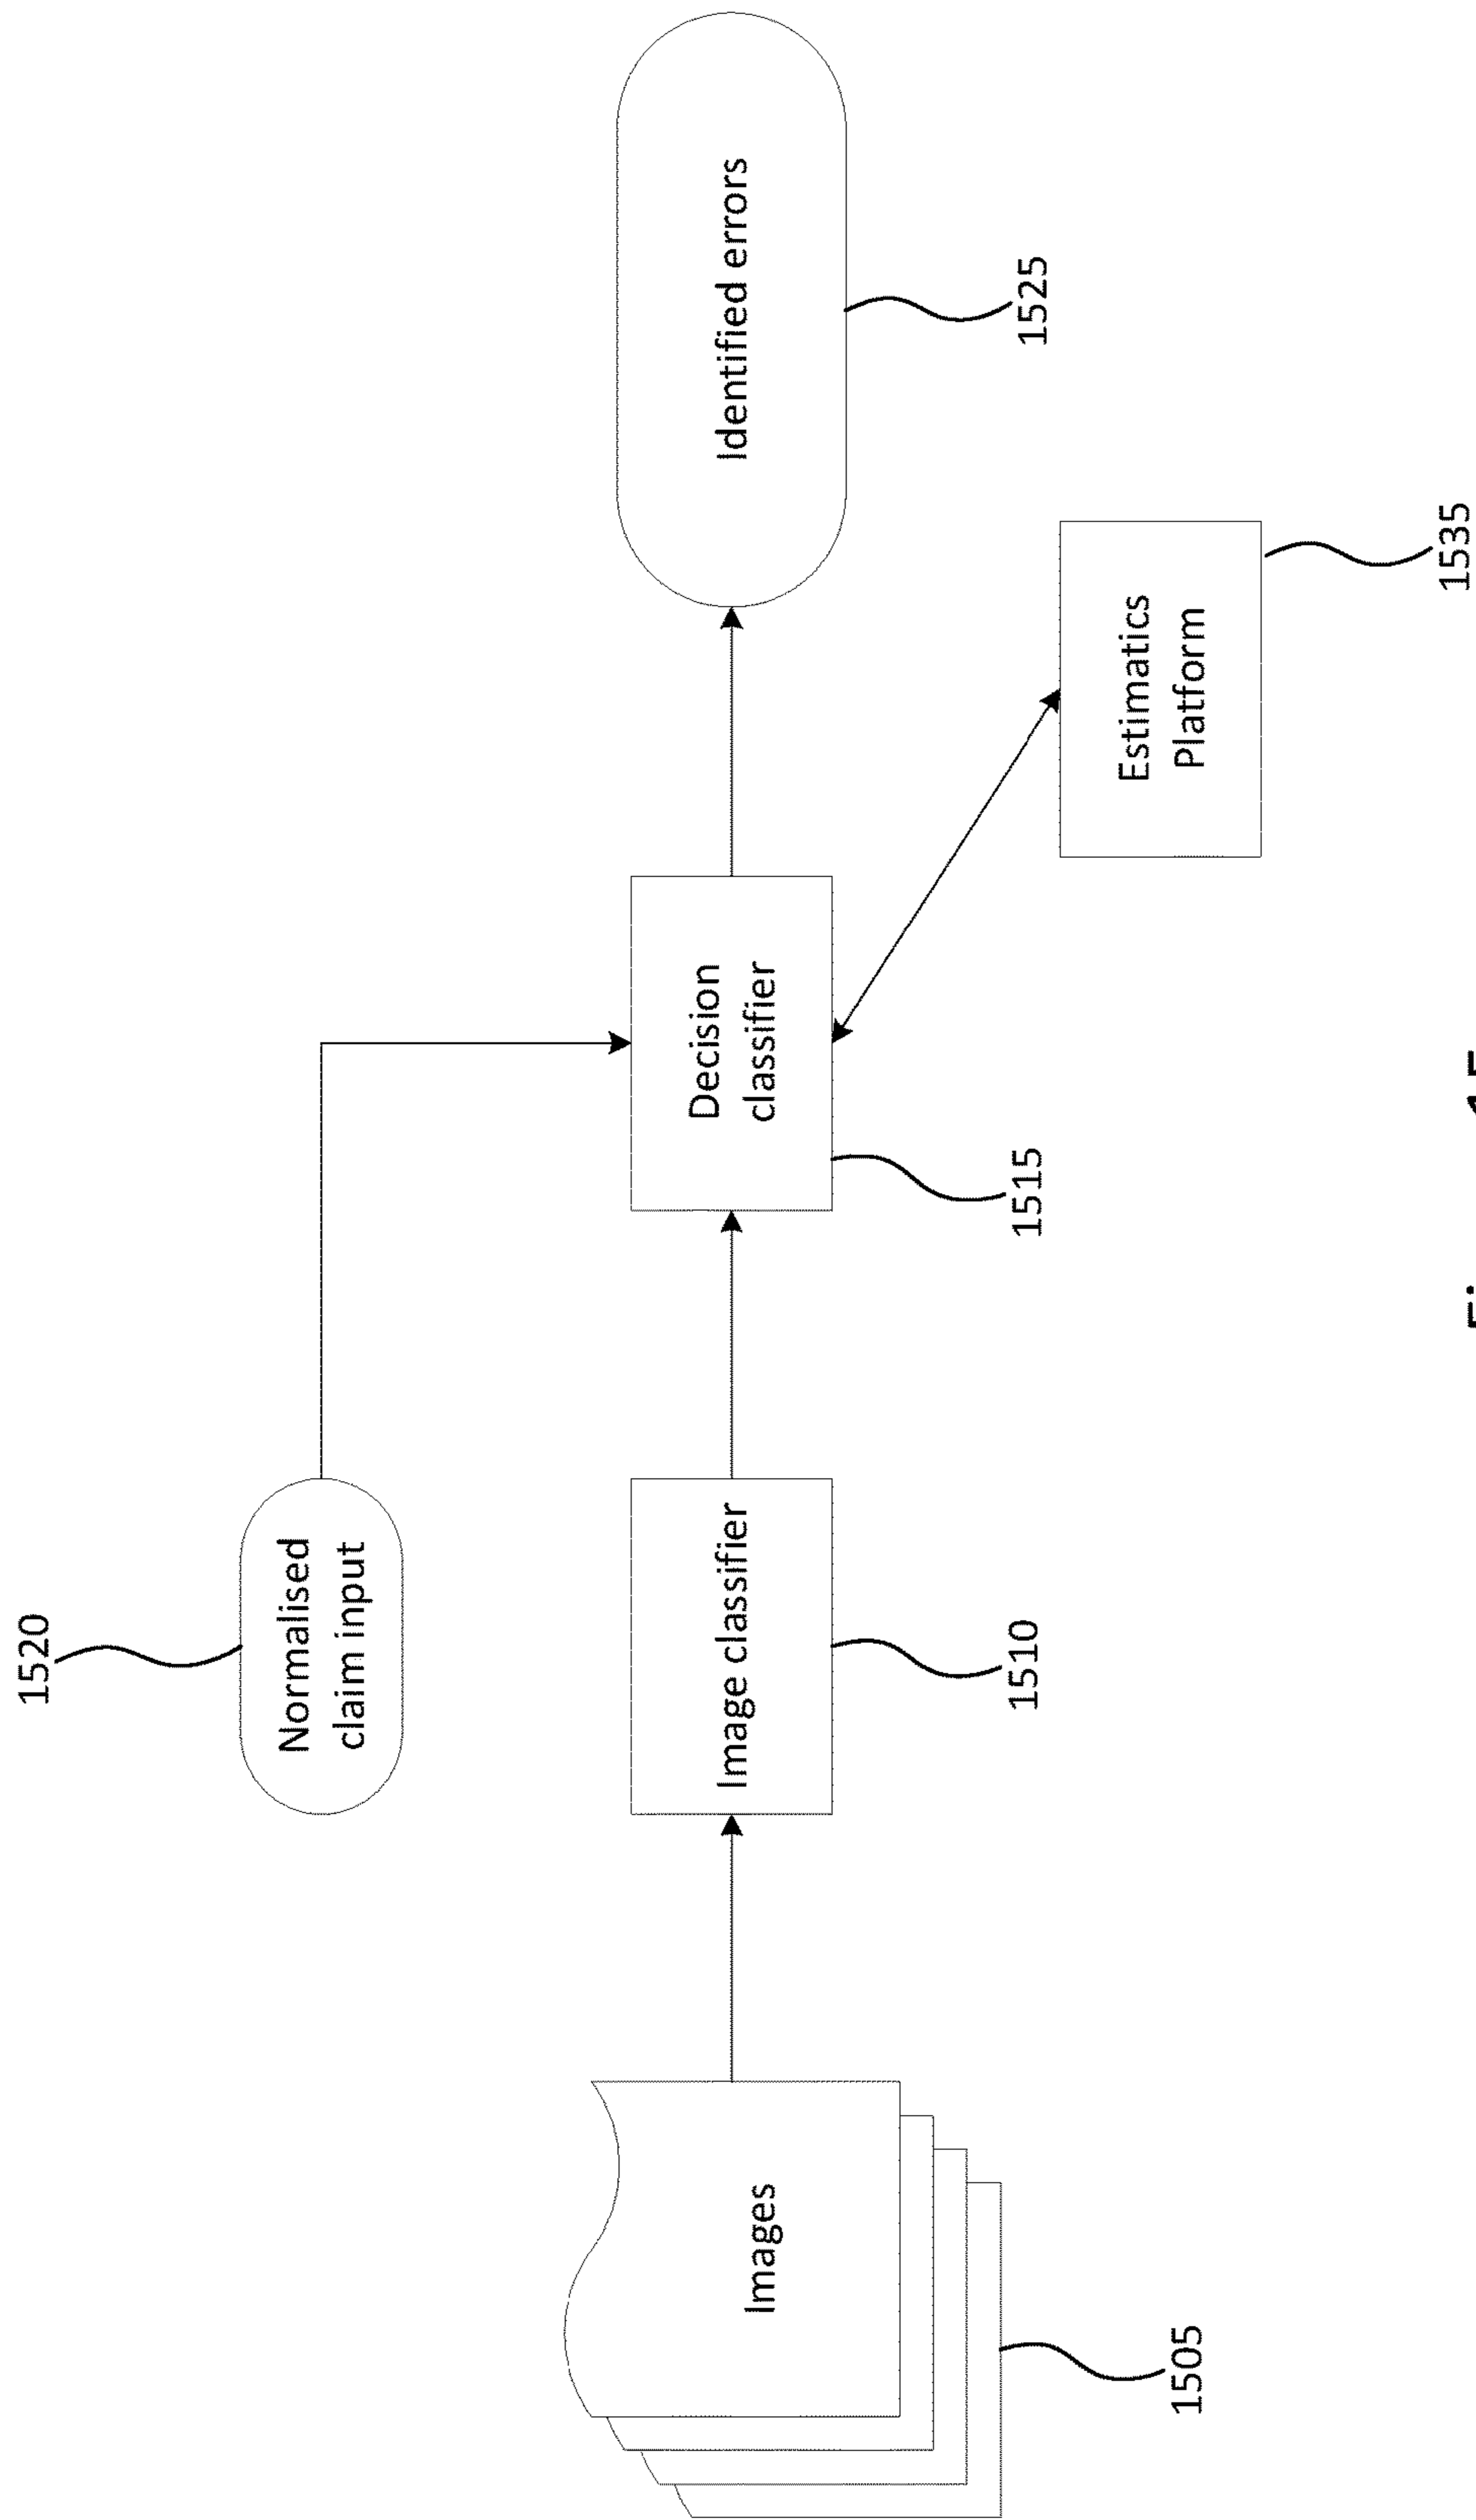 1520
Normalised
claim input
Images
Image classifier
Decision
classifier
Identified errors
1505
1510
1515
1525
Estimatics
Platform
1535